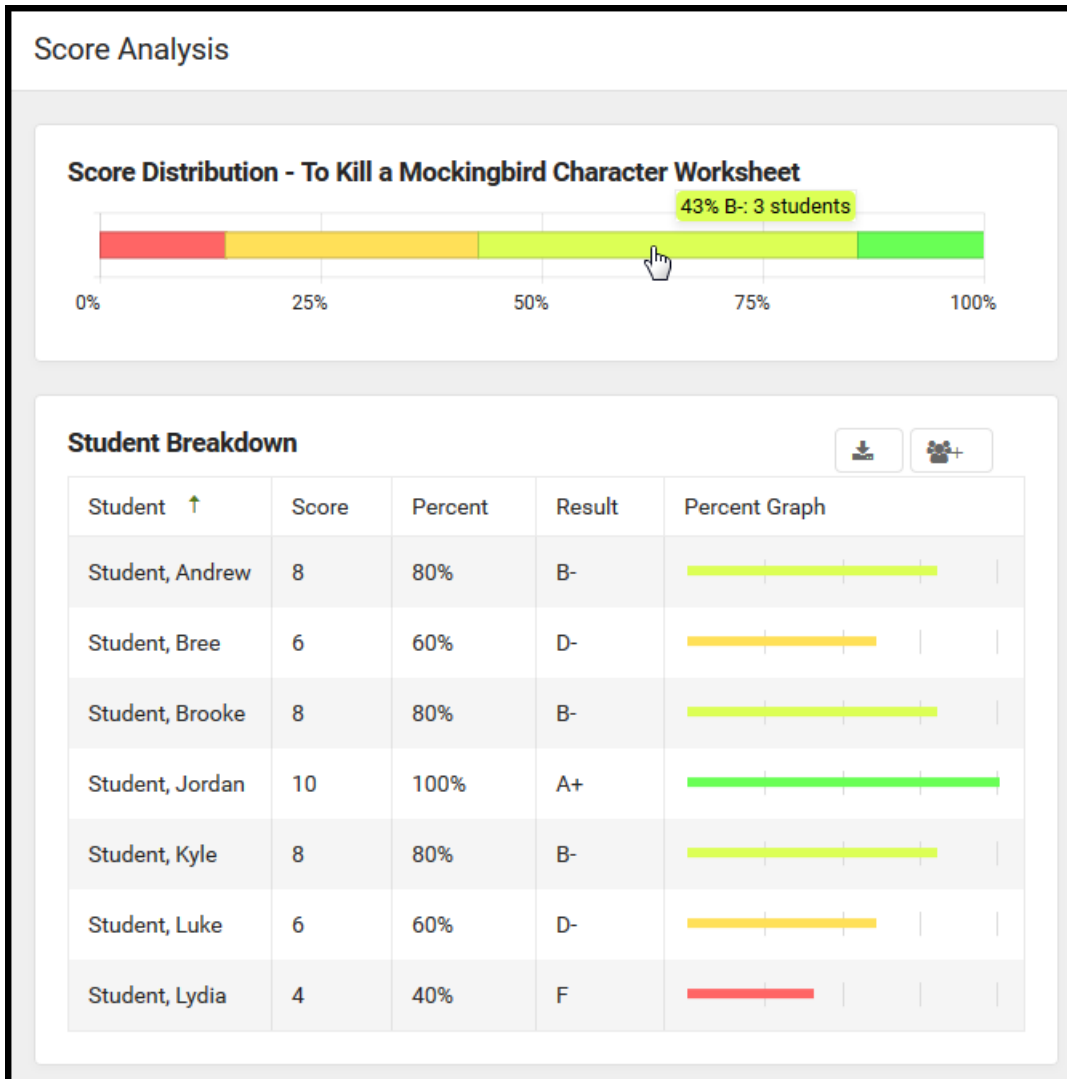 Score Analysis
Score Distribution - To Kill a Mockingbird Character Worksheet
43% B-: 3 students
0% 25% 50% 75% 100%
Student Breakdown
Student ↑ Score Percent Result Percent Graph
Student, Andrew 8 80% B-
Student, Bree 6 60% D-
Student, Brooke 8 80% B-
Student, Jordan 10 100% A+
Student, Kyle 8 80% B-
Student, Luke 6 60% D-
Student, Lydia 4 40% F